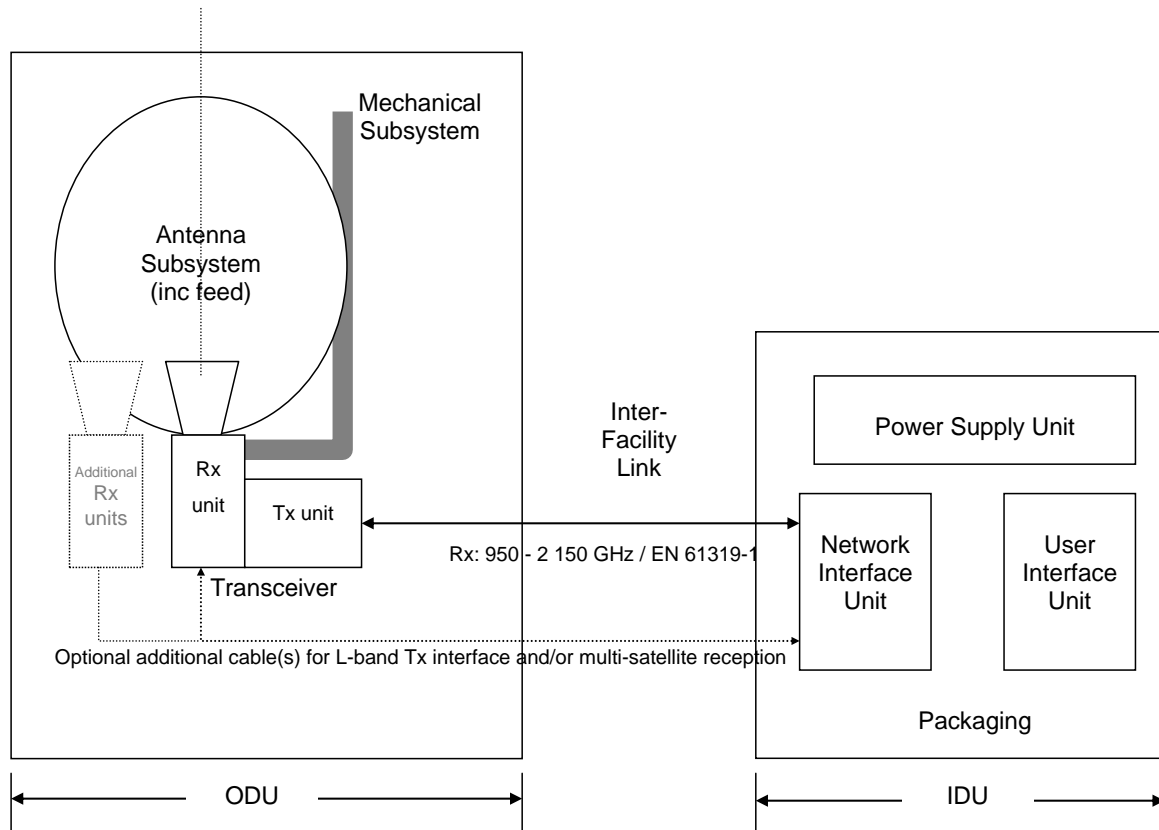 Mechanical
Subsystem
Antenna
Subsystem
(inc feed)
Additional
Rx
units
Rx
unit
Tx unit
Transceiver
Inter-
Facility
Link
Rx: 950 - 2 150 GHz / EN 61319-1
Optional additional cable(s) for L-band Tx interface and/or multi-satellite reception
Power Supply Unit
Network
Interface
Unit
User
Interface
Unit
Packaging
ODU
IDU